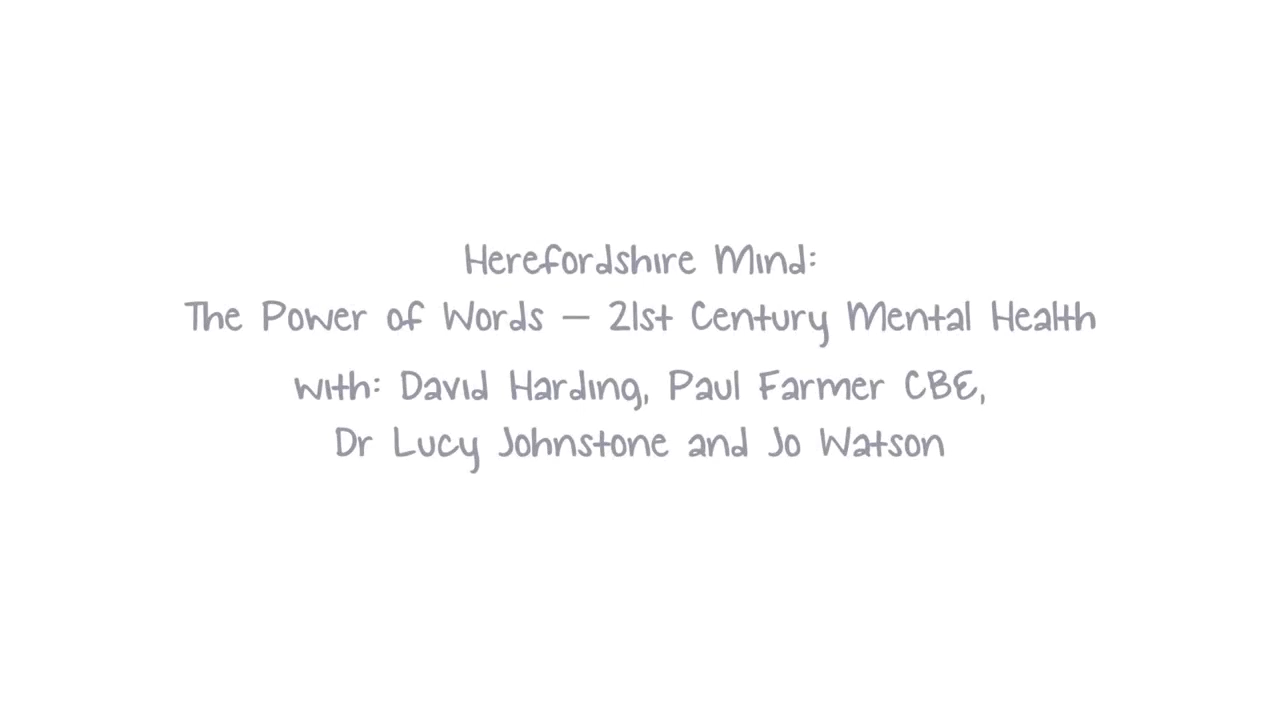 Herefordshire Mind:
The Power of Words – 21st Century Mental Health
with: David Harding, Paul Farmer CBE,
Dr Lucy Johnstone and Jo Watson